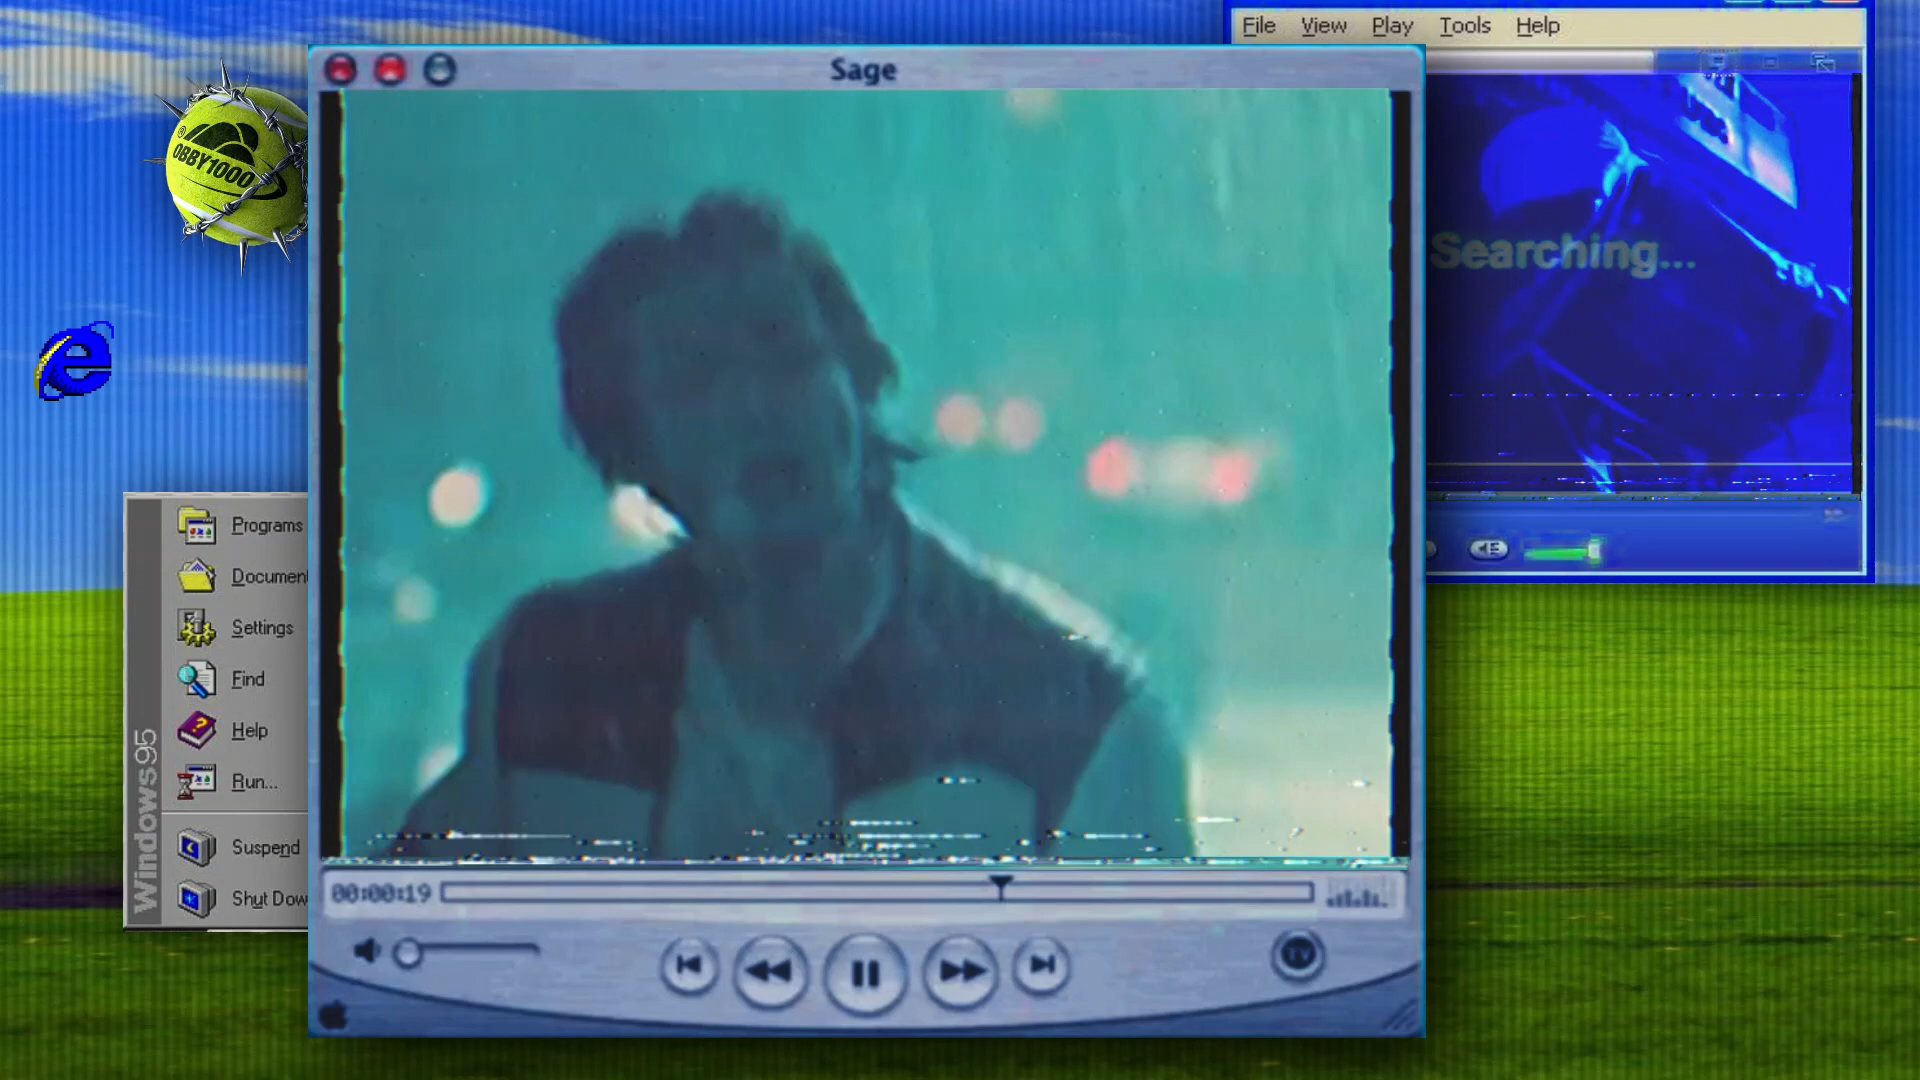 File View Play Tools Help
Sage
®
OBBY1000
Searching...
Programs
Documen
Settings
Find
Help
Run...
Suspend
Shut Dow
Windows95
00:00:19
TV